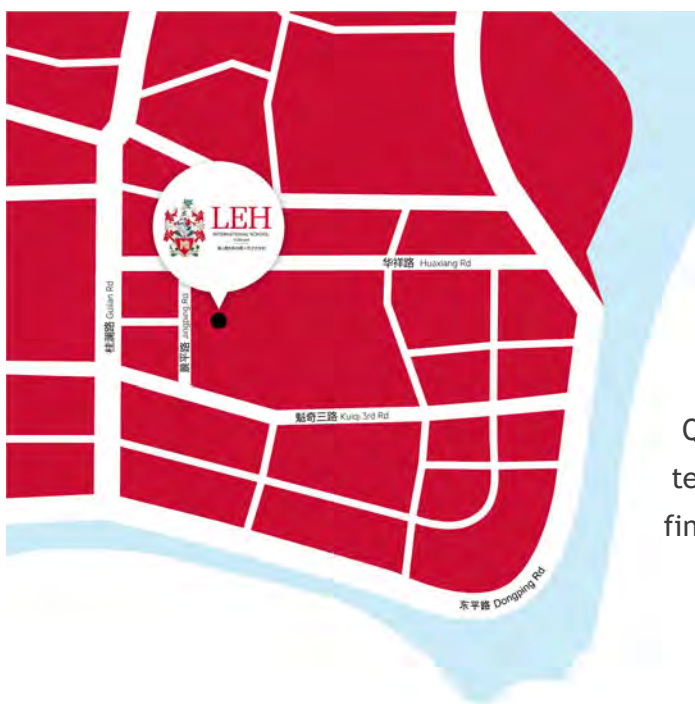 LEH
INTERNATIONAL SCHOOL
华祥路 Huaxiang Rd
桂澜路 Guilan Rd
景平路 Jingping Rd
魁奇三路 Kuiqi 3rd Rd
东平路 Dongping Rd
Q
te
fin